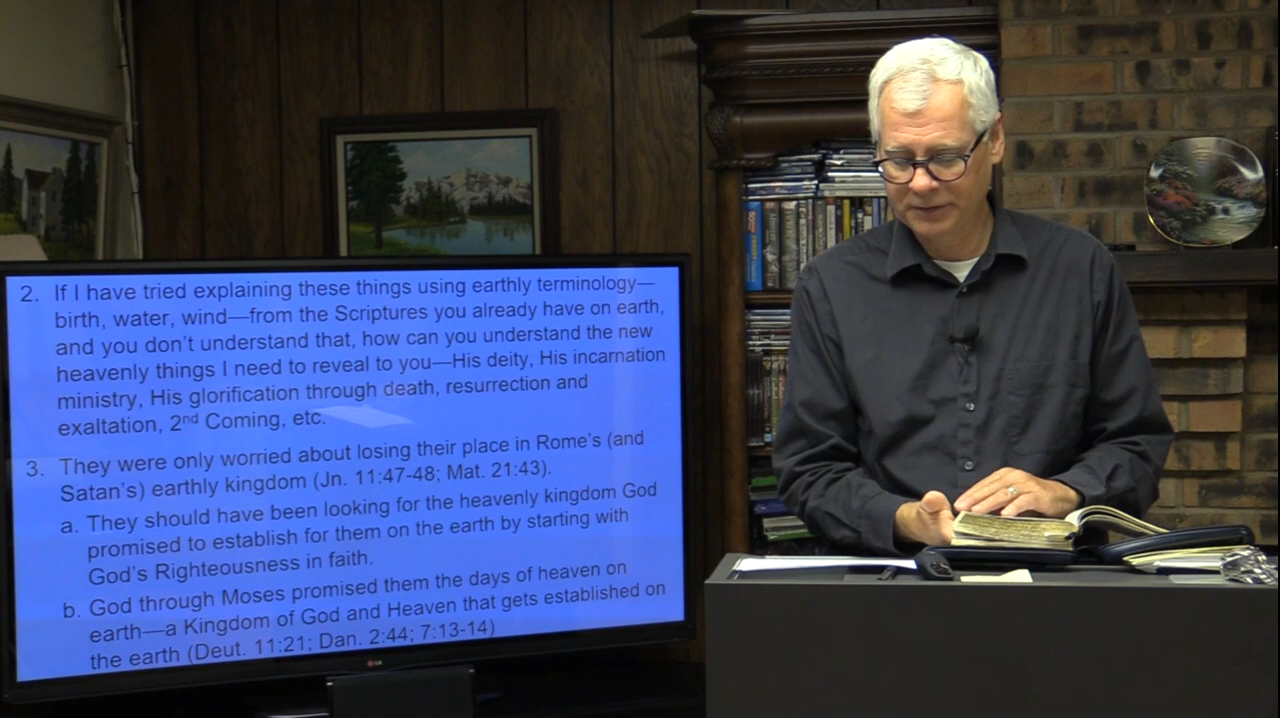 2. If I have tried explaining these things using earthly terminology—
birth, water, wind—from the Scriptures you already have on earth,
and you don't understand that, how can you understand the new
heavenly things I need to reveal to you—His deity, His incarnation
ministry, His glorification through death, resurrection and
exaltation, 2nd Coming, etc.
3. They were only worried about losing their place in Rome's (and
Satan's) earthly kingdom (Jn. 11:47-48; Mat. 21:43).
a. They should have been looking for the heavenly kingdom God
promised to establish for them on the earth by starting with
God's Righteousness in faith.
b. God through Moses promised them the days of heaven on
earth—a Kingdom of God and Heaven that gets established on
the earth (Deut. 11:21; Dan. 2:44; 7:13-14)
LG